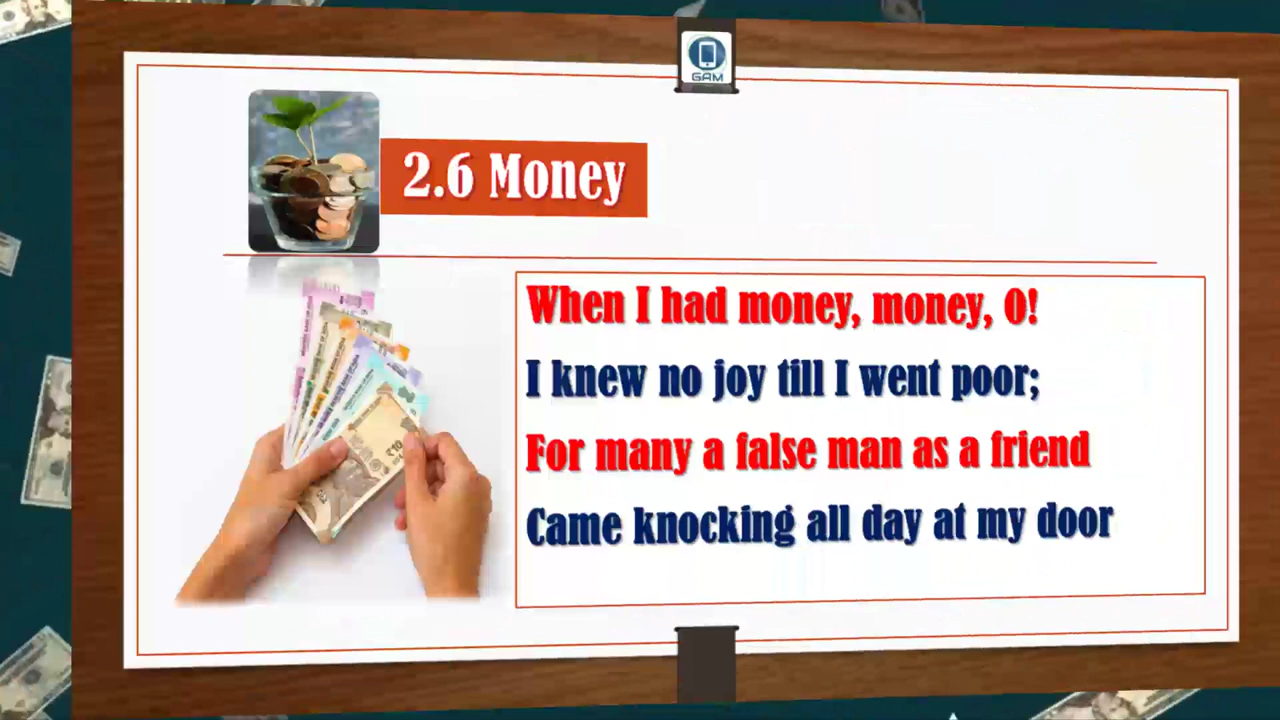 GAM
2.6 Money
When I had money, money, O!
I knew no joy till I went poor;
For many a false man as a friend
Came knocking all day at my door
₹10